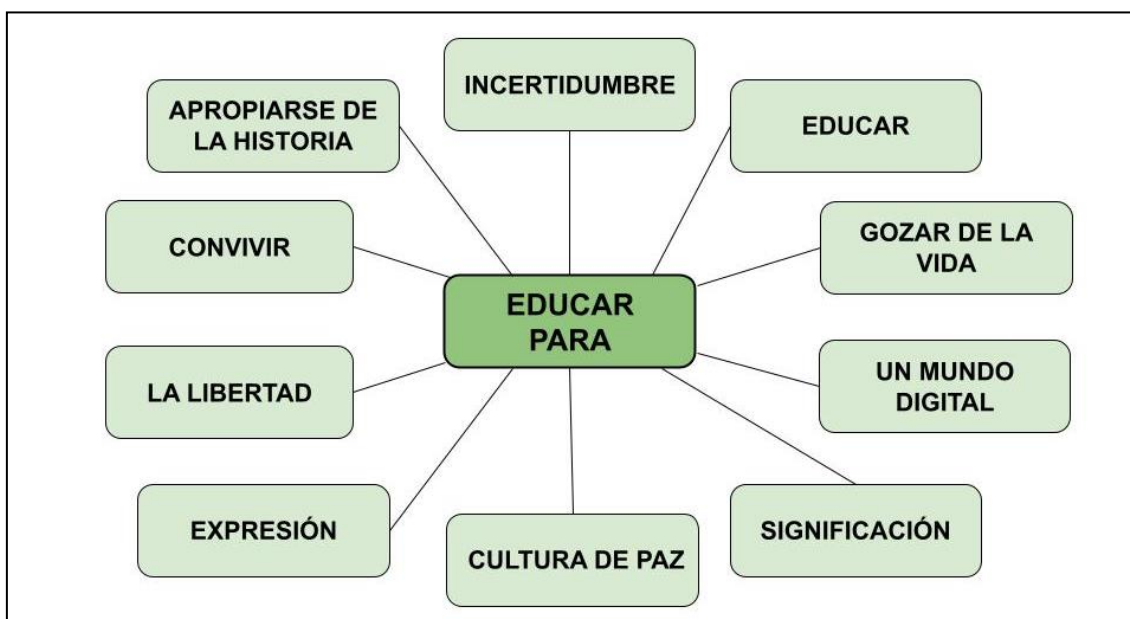 INCERTIDUMBRE
APROPIARSE DE
LA HISTORIA
EDUCAR
CONVIVIR
GOZAR DE LA
VIDA
EDUCAR
PARA
LA LIBERTAD
UN MUNDO
DIGITAL
EXPRESIÓN
CULTURA DE PAZ
SIGNIFICACIÓN